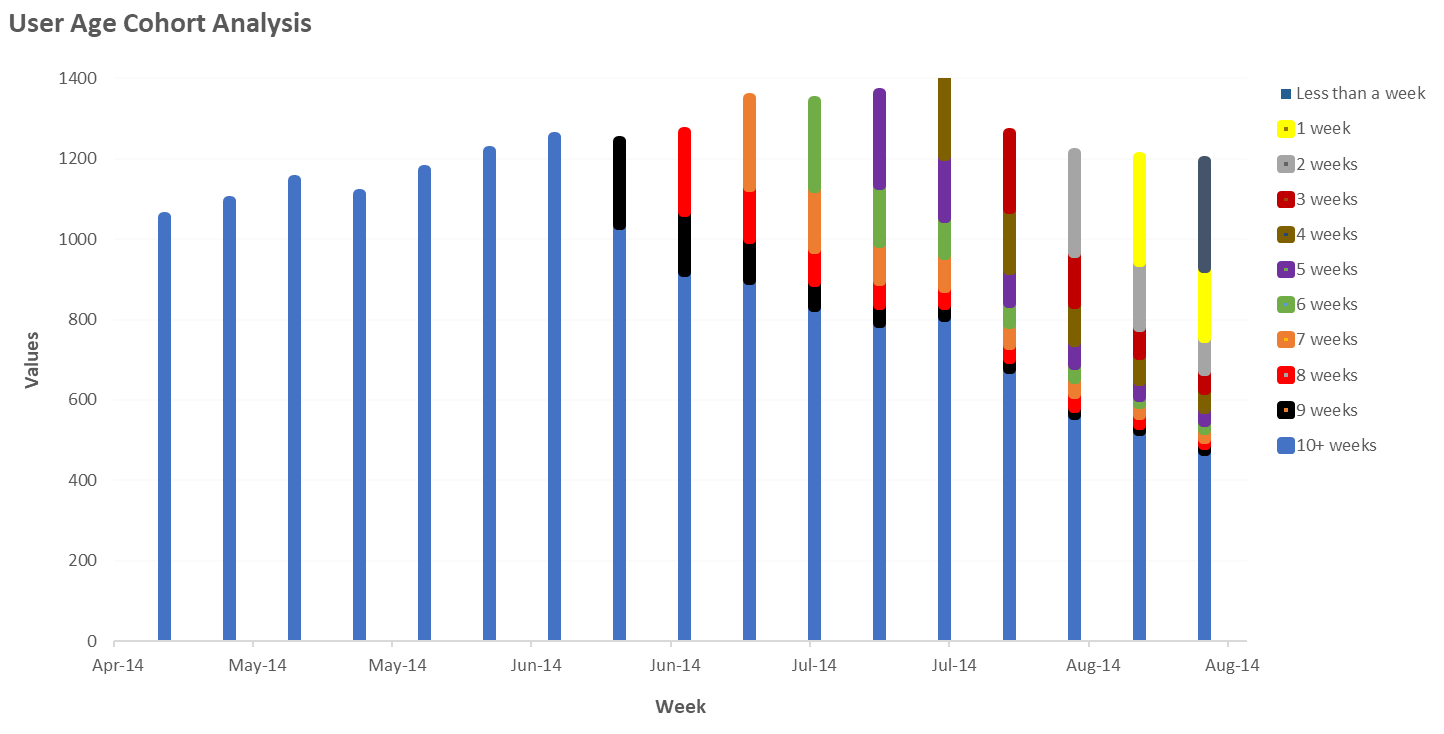 User Age Cohort Analysis
1400
1200
1000
800
600
400
200
0
Values
Apr-14
May-14
May-14
Jun-14
Jun-14
Jul-14
Jul-14
Aug-14
Aug-14
Week
Less than a week
1 week
2 weeks
3 weeks
4 weeks
5 weeks
6 weeks
7 weeks
8 weeks
9 weeks
10+ weeks